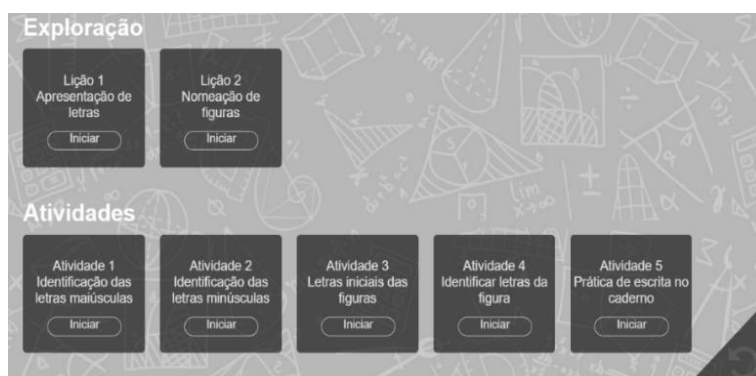 Exploração
Lição 1
Apresentação de
letras
Iniciar
Lição 2
Nomeação de
figuras
Iniciar
Atividades
Atividade 1
Identificação das
letras maiúsculas
Iniciar
Atividade 2
Identificação das
letras minúsculas
Iniciar
Atividade 3
Letras iniciais das
figuras
Iniciar
Atividade 4
Identificar letras da
figura
Iniciar
Atividade 5
Prática de escrita no
caderno
Iniciar